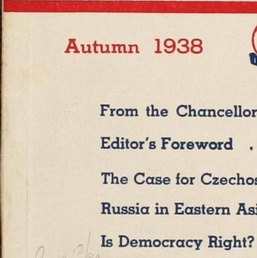 Autumn 1938
From the Chancellor
Editor's Foreword .
The Case for Czechos
Russia in Eastern Asi
Is Democracy Right?